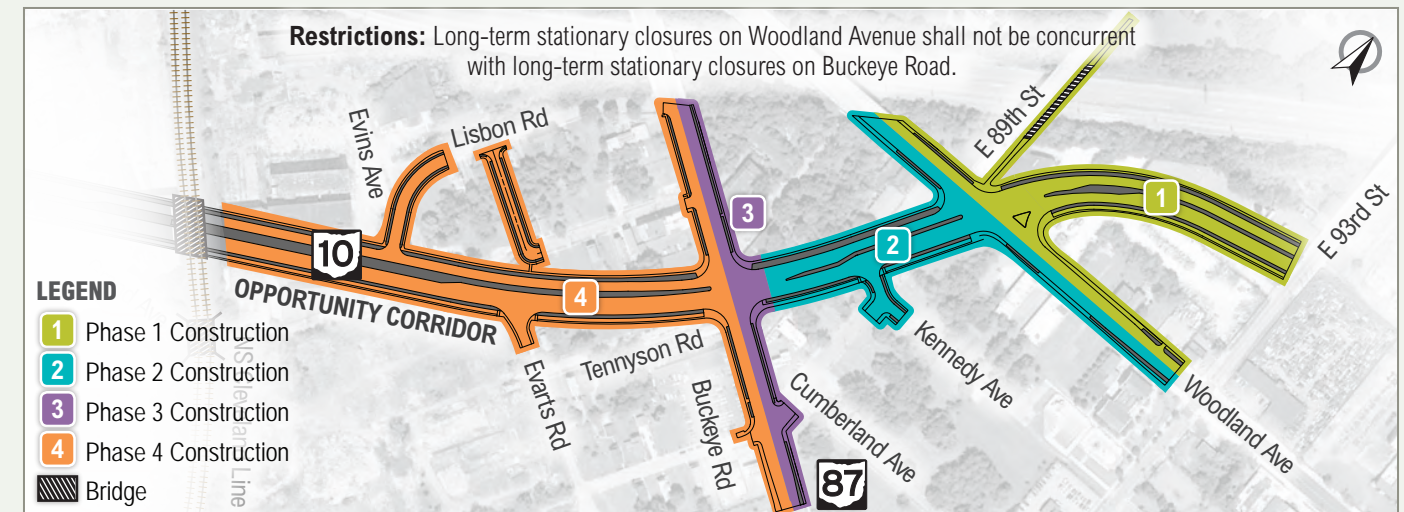 Restrictions: Long-term stationary closures on Woodland Avenue shall not be concurrent
with long-term stationary closures on Buckeye Road.
E 89th St
Evins Ave
Lisbon Rd
1
E 93rd St
3
2
10
OPPORTUNITY CORRIDOR
4
Tennyson Rd
Evarts Rd
Buckeye Rd
Cumberland Ave
Kennedy Ave
Woodland Ave
87
LEGEND
1 Phase 1 Construction
2 Phase 2 Construction
3 Phase 3 Construction
4 Phase 4 Construction
Bridge